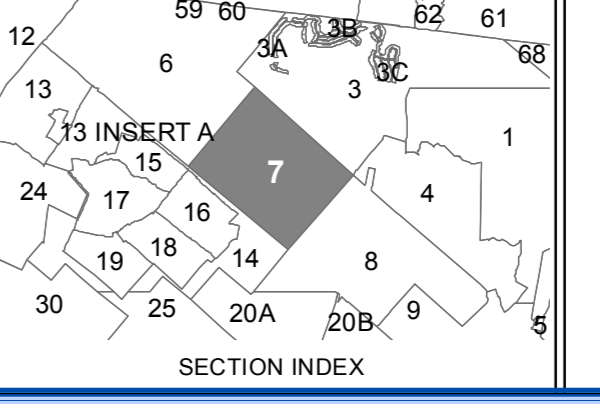 59 60 62 61
12 3A 3B 68
6 3C
13 3
13 INSERT A 1
15 7
24 17 16 4
18 14 8
19
30 25 20A 20B 9 5
SECTION INDEX